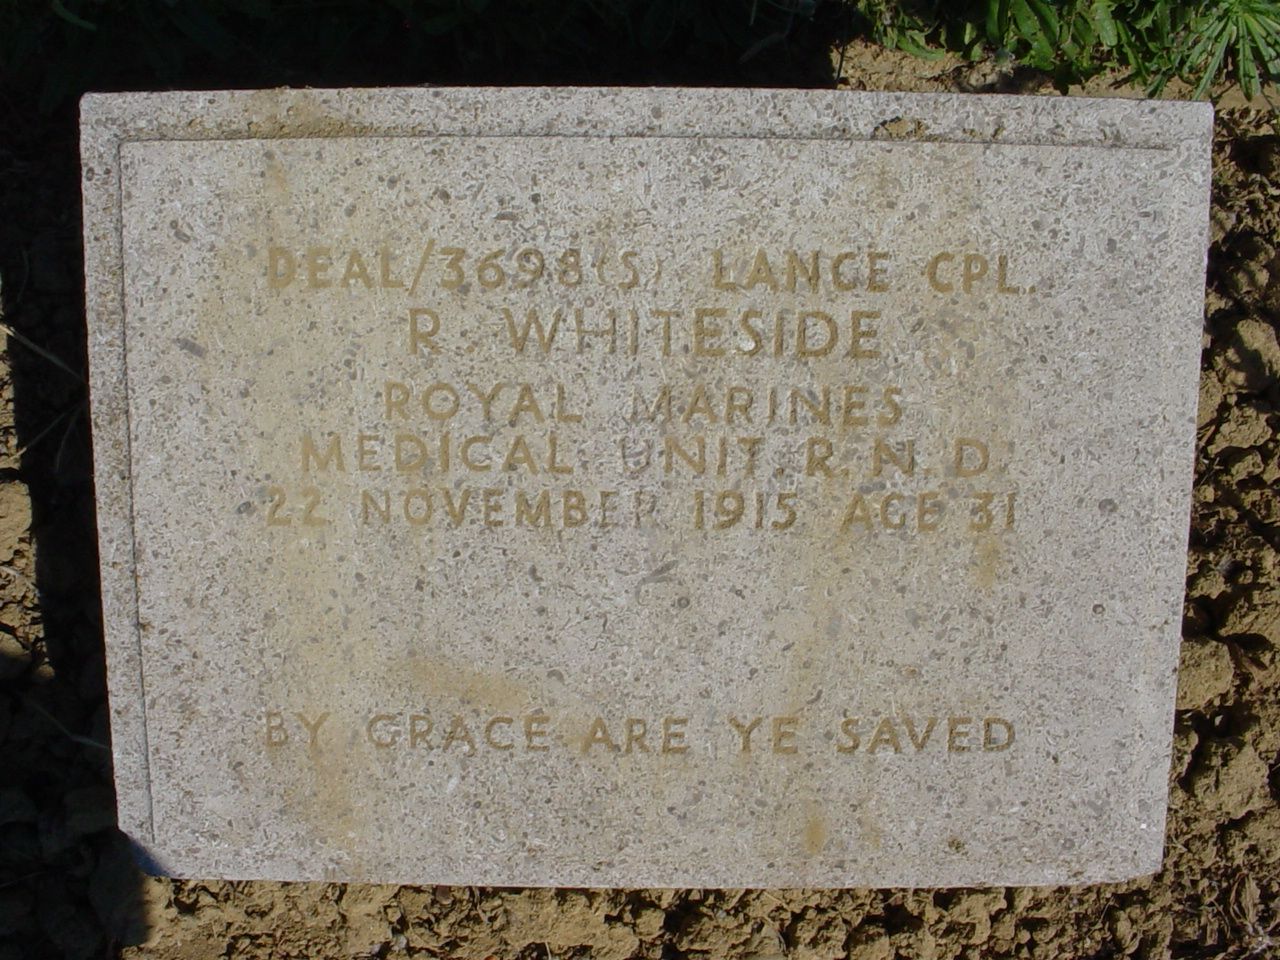 DEAL/3698(S) LANCE CPL.
R. WHITESIDE
ROYAL MARINES
MEDICAL UNIT. R.N.D.
22 NOVEMBER 1915 AGE 31
BY GRACE ARE YE SAVED